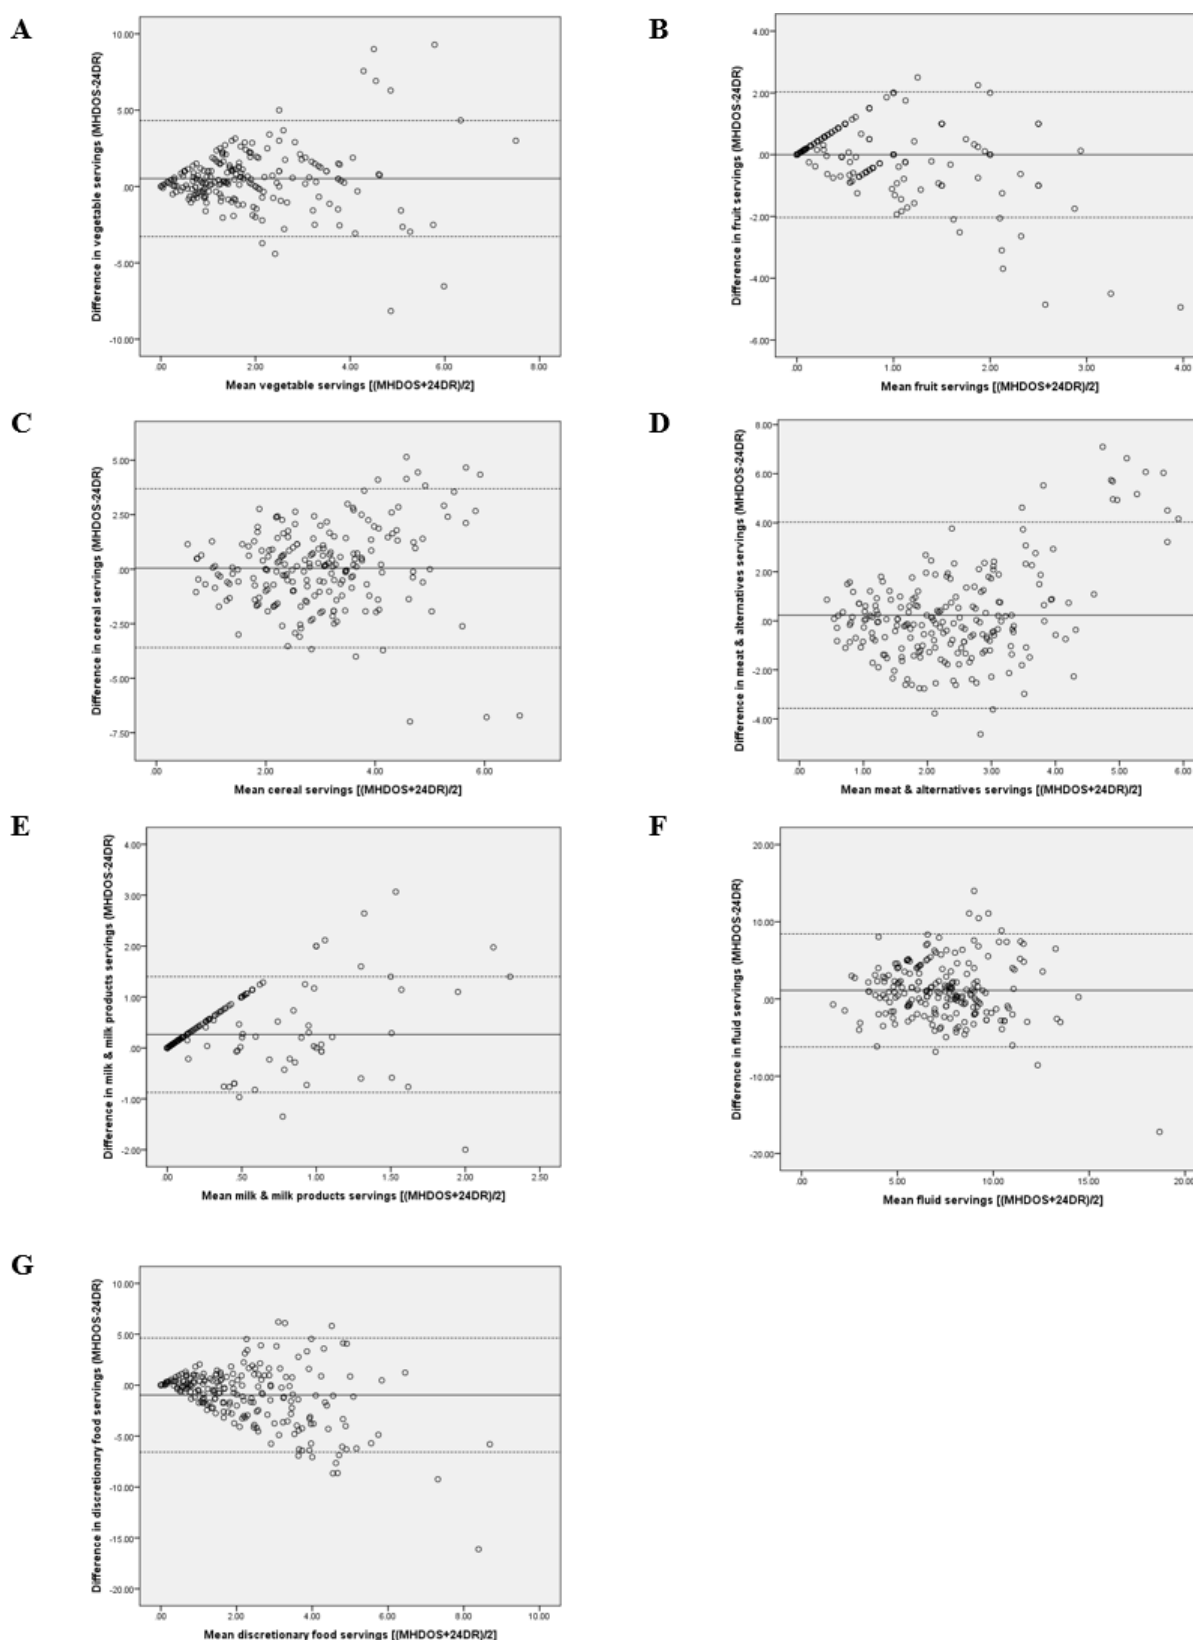 A
Difference in vegetable servings (MHDOS-24DR)
10.00
5.00
.00
-5.00
-10.00
.00 2.00 4.00 6.00 8.00
Mean vegetable servings [(MHDOS+24DR)/2]
B
Difference in fruit servings (MHDOS-24DR)
4.00
2.00
.00
-2.00
-4.00
-6.00
.00 1.00 2.00 3.00 4.00
Mean fruit servings [(MHDOS+24DR)/2]
C
Difference in cereal servings (MHDOS-24DR)
5.00
2.50
.00
-2.50
-5.00
-7.50
.00 2.00 4.00 6.00
Mean cereal servings [(MHDOS+24DR)/2]
D
Difference in meat & alternatives servings (MHDOS-24DR)
8.00
6.00
4.00
2.00
.00
-2.00
-4.00
.00 1.00 2.00 3.00 4.00 5.00 6.00
Mean meat & alternatives servings [(MHDOS+24DR)/2]
E
Difference in milk & milk products servings (MHDOS-24DR)
4.00
3.00
2.00
1.00
.00
-1.00
-2.00
.00 .50 1.00 1.50 2.00 2.50
Mean milk & milk products servings [(MHDOS+24DR)/2]
F
Difference in fluid servings (MHDOS-24DR)
20.00
10.00
.00
-10.00
-20.00
.00 5.00 10.00 15.00 20.00
Mean fluid servings [(MHDOS+24DR)/2]
G
Difference in discretionary food servings (MHDOS-24DR)
10.00
5.00
.00
-5.00
-10.00
-15.00
-20.00
.00 2.00 4.00 6.00 8.00 10.00
Mean discretionary food servings [(MHDOS+24DR)/2]